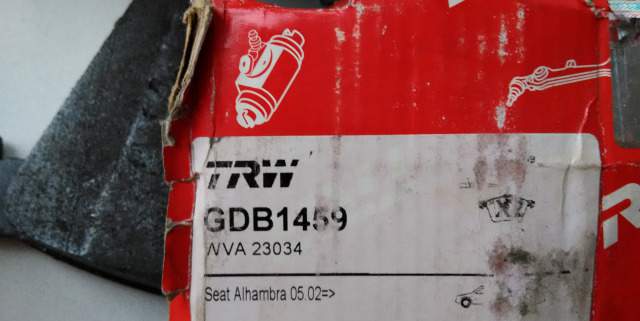 TRW
GDB1459
WVA 23034
Seat Alhambra 05.02=>